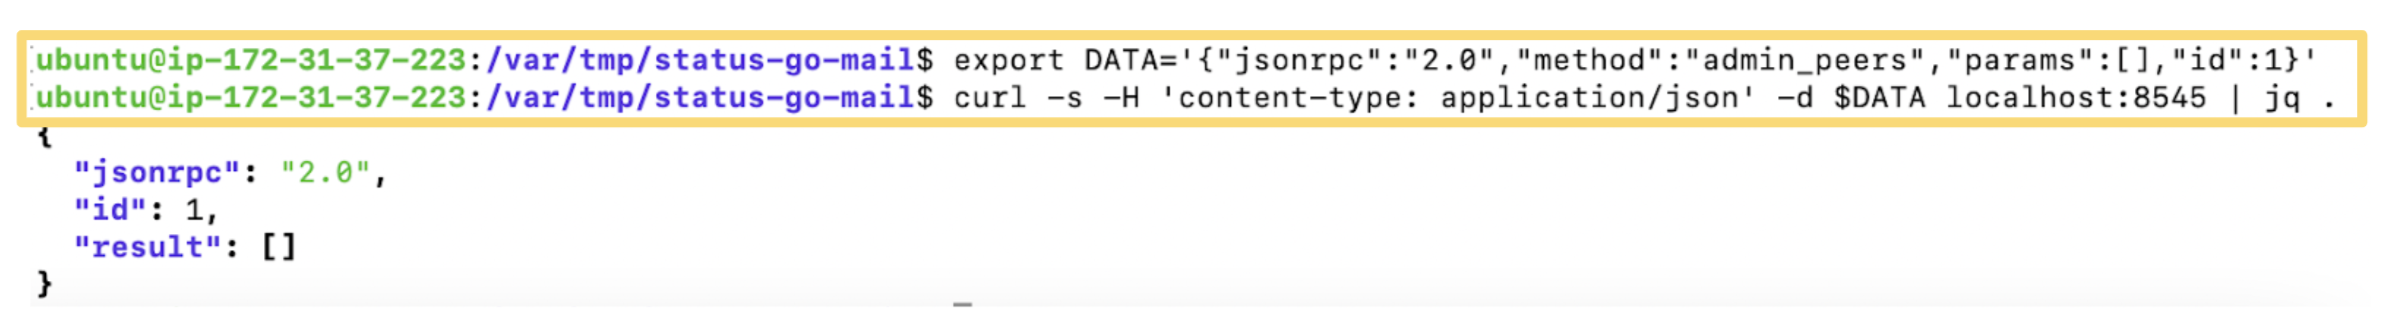 ubuntu@ip-172-31-37-223:/var/tmp/status-go-mail$ export DATA='{"jsonrpc":"2.0","method":"admin_peers","params":[],"id":1}'
ubuntu@ip-172-31-37-223:/var/tmp/status-go-mail$ curl -s -H 'content-type: application/json' -d $DATA localhost:8545 | jq .
{
  "jsonrpc": "2.0",
  "id": 1,
  "result": []
}